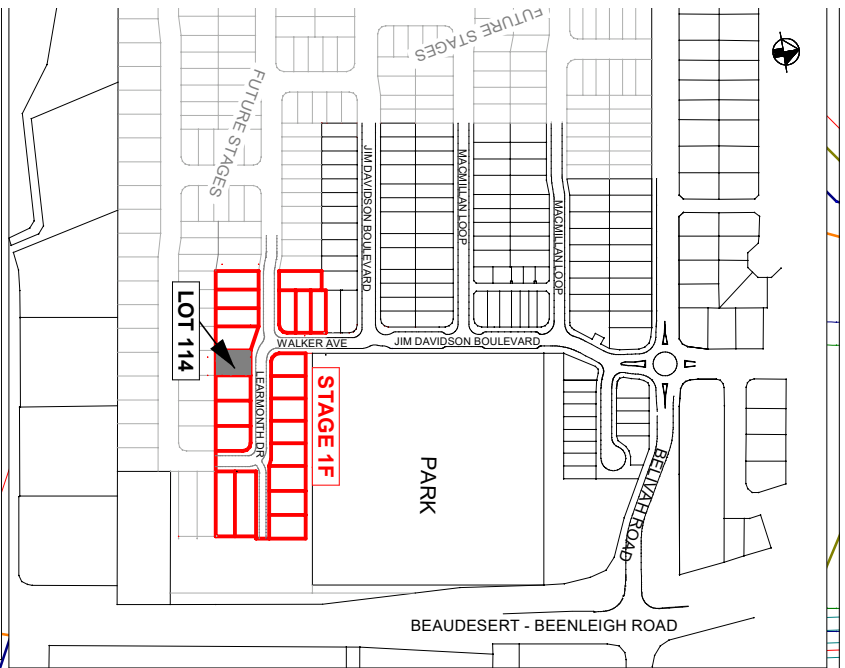 FUTURE STAGES
FUTURE STAGES
JIM DAVIDSON BOULEVARD
MACMILLAN LOOP
MACMILLAN LOOP
LOT 114
WALKER AVE
JIM DAVIDSON BOULEVARD
LEARMONTH DR
STAGE 1F
PARK
BELIVAH ROAD
BEAUDESERT - BEENLEIGH ROAD